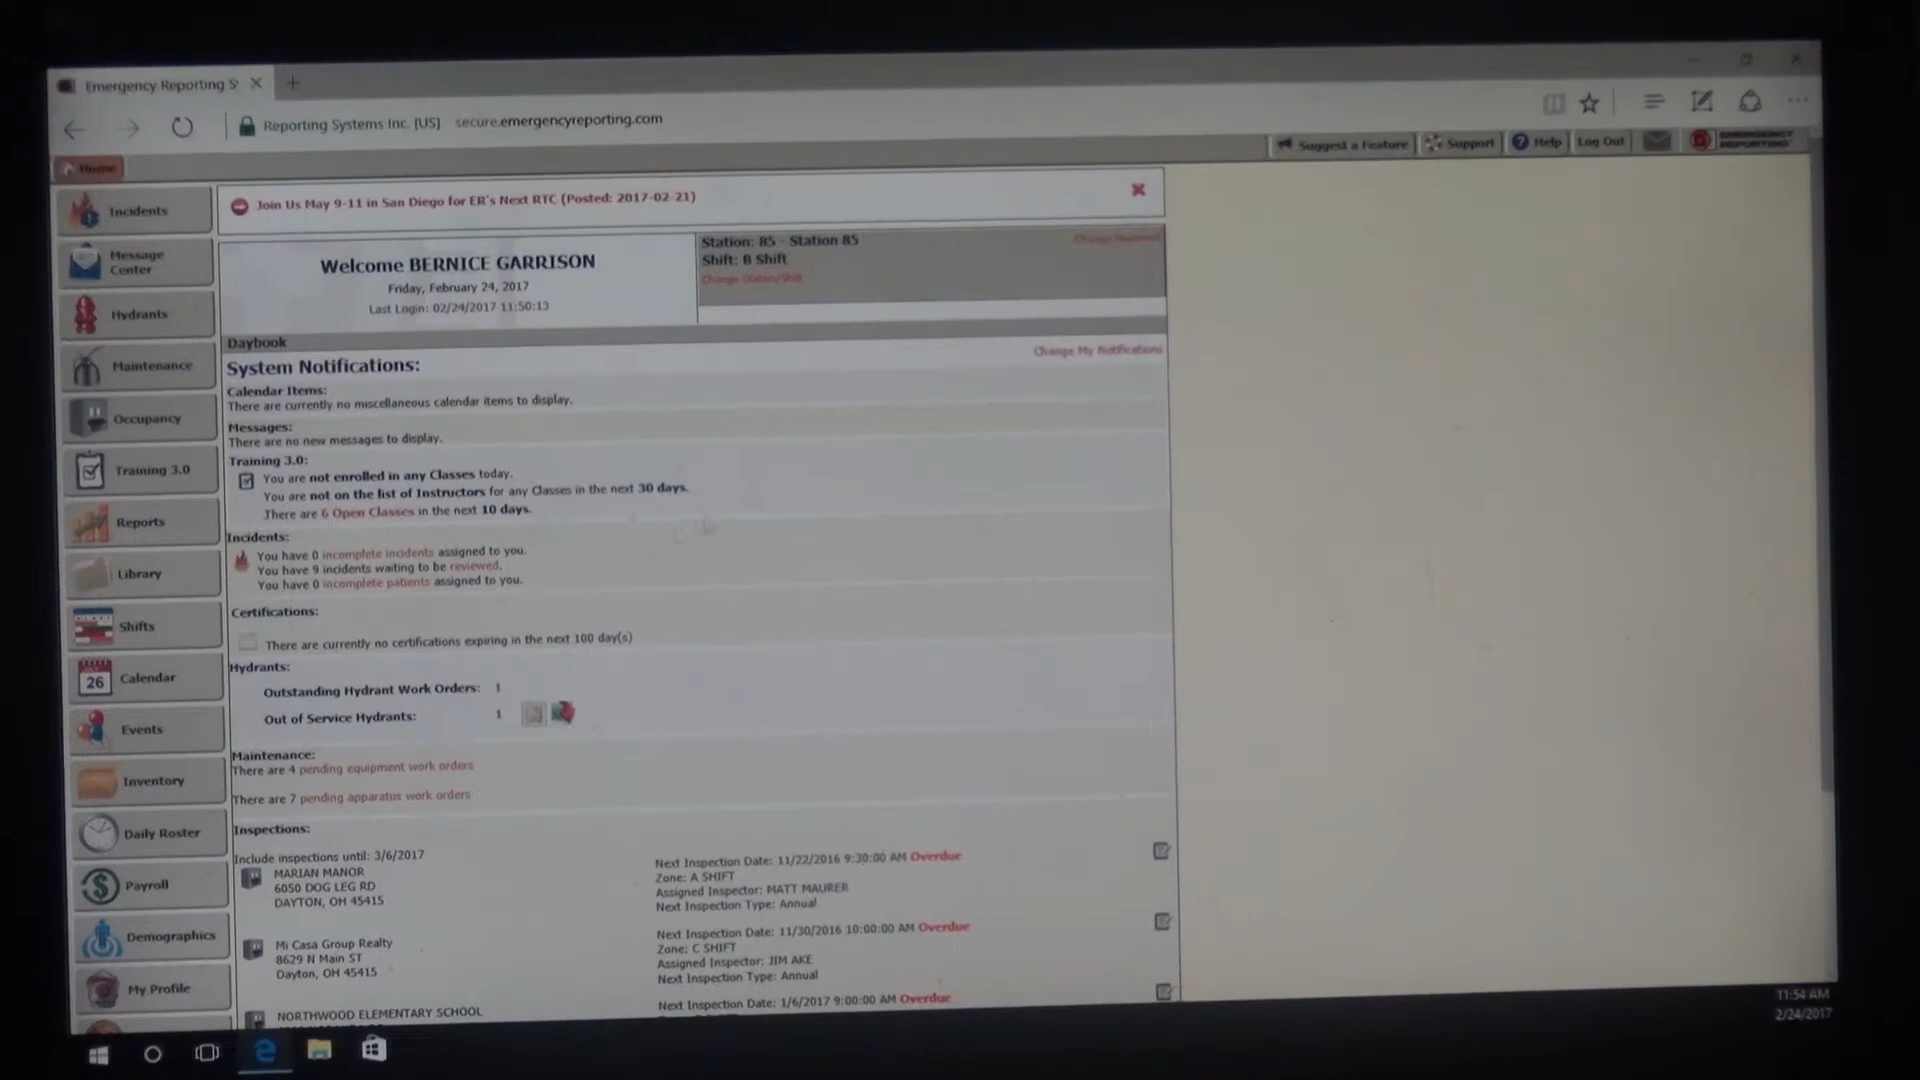 Emergency Reporting S
Reporting Systems Inc. [US] secure.emergencyreporting.com
Suggest a Feature
Support
Help
Log Out
EMERGENCY
REPORTING
Home
Incidents
Message
Center
Hydrants
Maintenance
Occupancy
Training 3.0
Reports
Library
Shifts
26
Calendar
Events
Inventory
Daily Roster
Payroll
Demographics
My Profile
Join Us May 9-11 in San Diego for ER's Next RTC (Posted: 2017-02-21)
Welcome BERNICE GARRISON
Friday, February 24, 2017
Last Login: 02/24/2017 11:50:13
Station: 85 - Station 85
Shift: B Shift
Change Station/Shift
Change Password
Daybook
System Notifications:
Change My Notifications
Calendar Items:
There are currently no miscellaneous calendar items to display.
Messages:
There are no new messages to display.
Training 3.0:
You are not enrolled in any Classes today.
You are not on the list of Instructors for any Classes in the next 30 days.
There are 6 Open Classes in the next 10 days.
Incidents:
You have 0 incomplete incidents assigned to you.
You have 9 incidents waiting to be reviewed.
You have 0 incomplete patients assigned to you.
Certifications:
There are currently no certifications expiring in the next 100 day(s)
Hydrants:
Outstanding Hydrant Work Orders: 1
Out of Service Hydrants: 1
Maintenance:
There are 4 pending equipment work orders
There are 7 pending apparatus work orders
Inspections:
Include inspections until: 3/6/2017
MARIAN MANOR
6050 DOG LEG RD
DAYTON, OH 45415
Next Inspection Date: 11/22/2016 9:30:00 AM Overdue
Zone: A SHIFT
Assigned Inspector: MATT MAURER
Next Inspection Type: Annual
Mi Casa Group Realty
8629 N Main ST
Dayton, OH 45415
Next Inspection Date: 11/30/2016 10:00:00 AM Overdue
Zone: C SHIFT
Assigned Inspector: JIM AKE
Next Inspection Type: Annual
NORTHWOOD ELEMENTARY SCHOOL
Next Inspection Date: 1/6/2017 9:00:00 AM Overdue
11:54 AM
2/24/2017